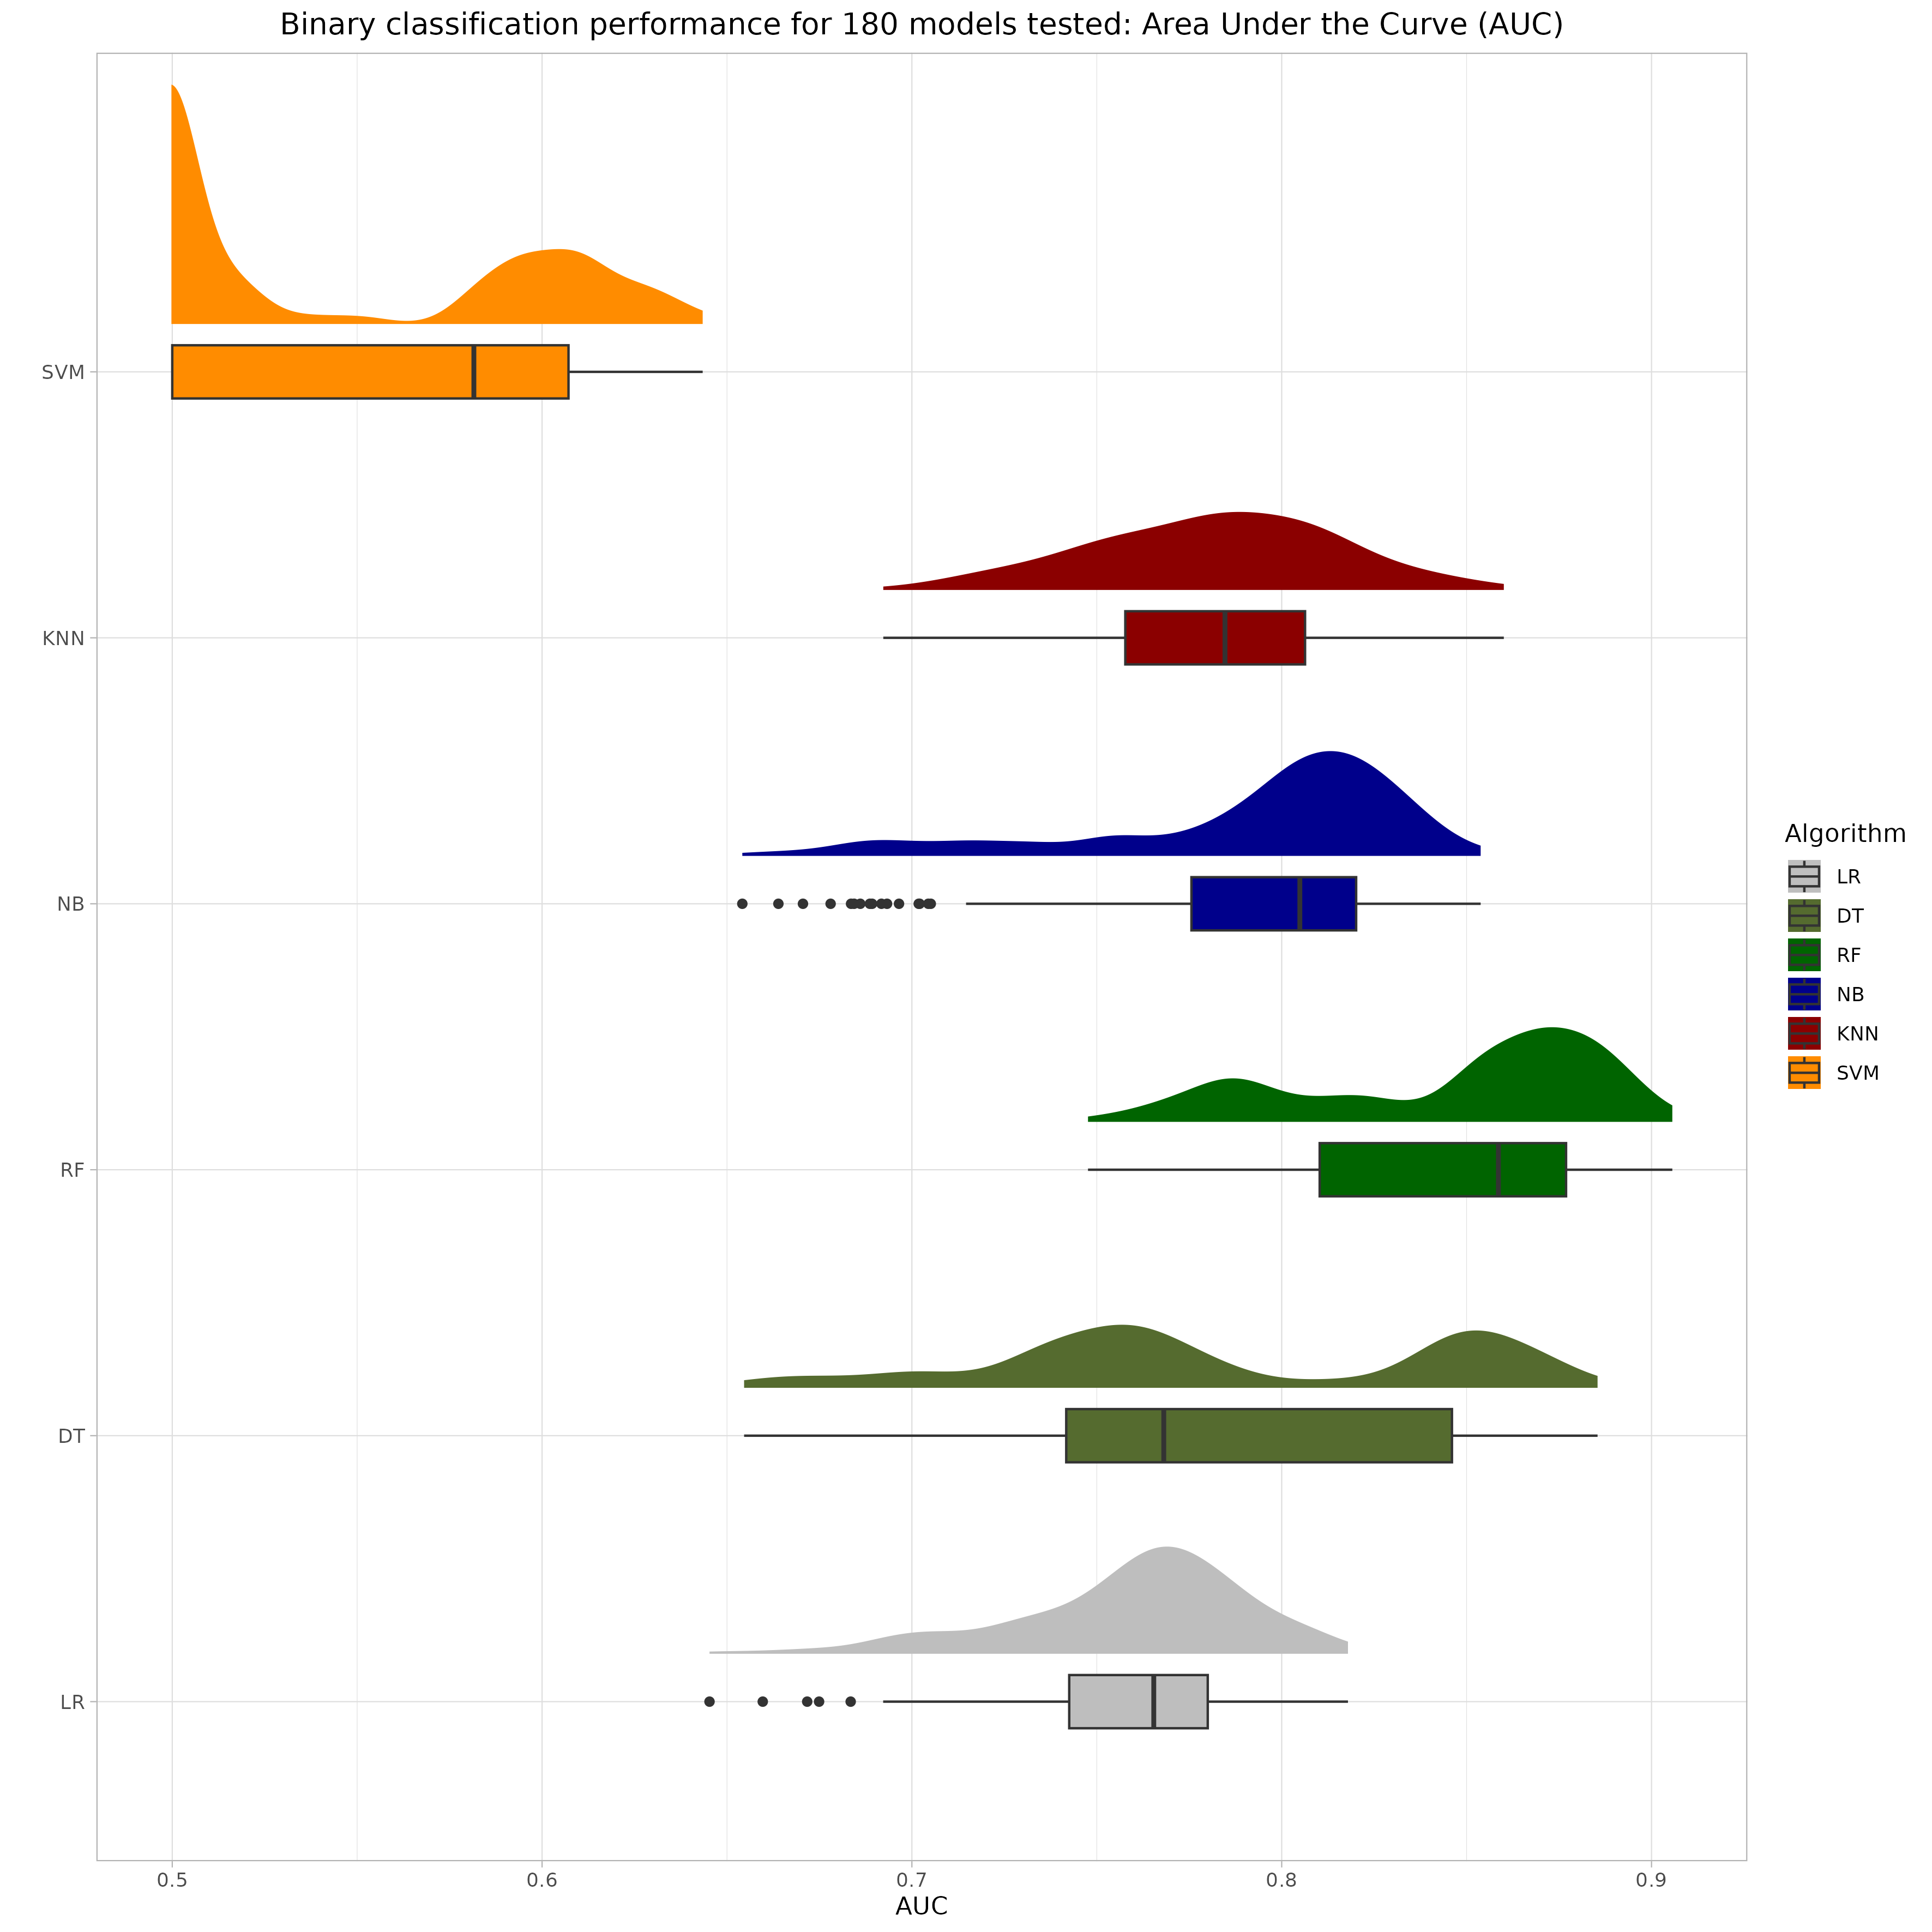 Binary classification performance for 180 models tested: Area Under the Curve (AUC)
SVM
KNN
NB
RF
DT
LR
0.5 0.6 0.7 0.8 0.9
AUC
Algorithm
LR
DT
RF
NB
KNN
SVM